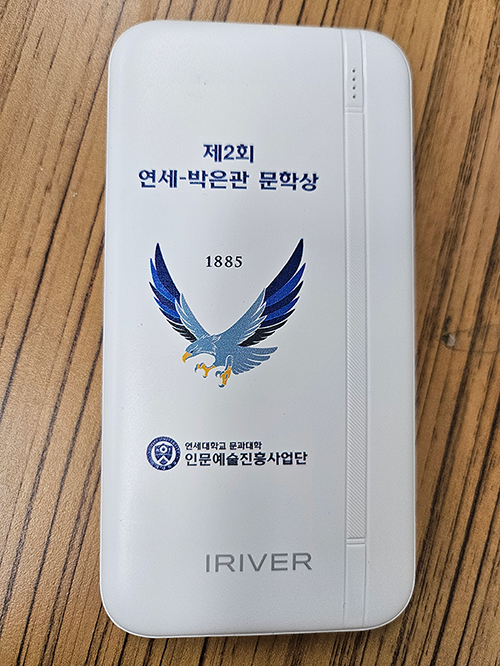 제2회
연세-박은관 문학상
1885
연세대학교 문과대학
인문예술진흥사업단
IRIVER